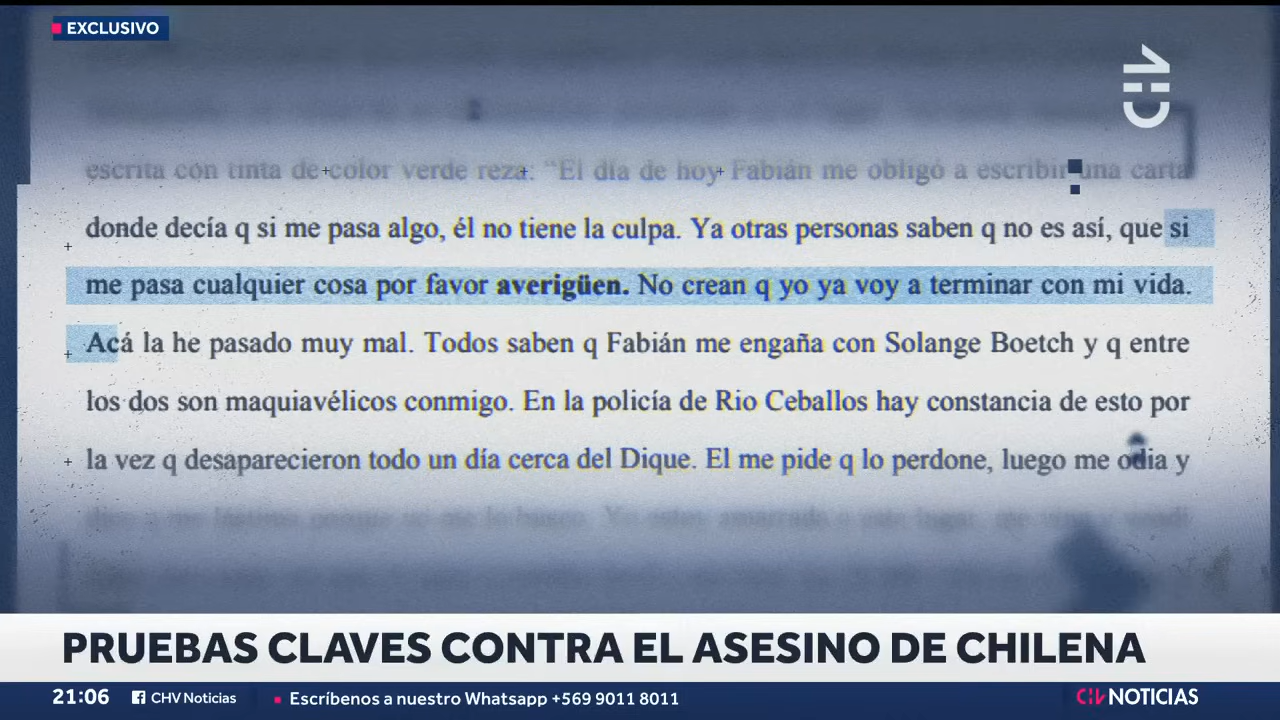 EXCLUSIVO
CHV
escrita con tinta de color verde reza: “El día de hoy Fabián me obligó a escribir una carta
donde decía q si me pasa algo, él no tiene la culpa. Ya otras personas saben q no es así, que si
me pasa cualquier cosa por favor averigüen. No crean q yo ya voy a terminar con mi vida.
Acá la he pasado muy mal. Todos saben q Fabián me engaña con Solange Boetch y q entre
los dos son maquiavélicos conmigo. En la policía de Rio Ceballos hay constancia de esto por
la vez q desaparecieron todo un día cerca del Dique. El me pide q lo perdone, luego me odia y
PRUEBAS CLAVES CONTRA EL ASESINO DE CHILENA
21:06 CHV Noticias Escríbenos a nuestro Whatsapp +569 9011 8011 CHV NOTICIAS